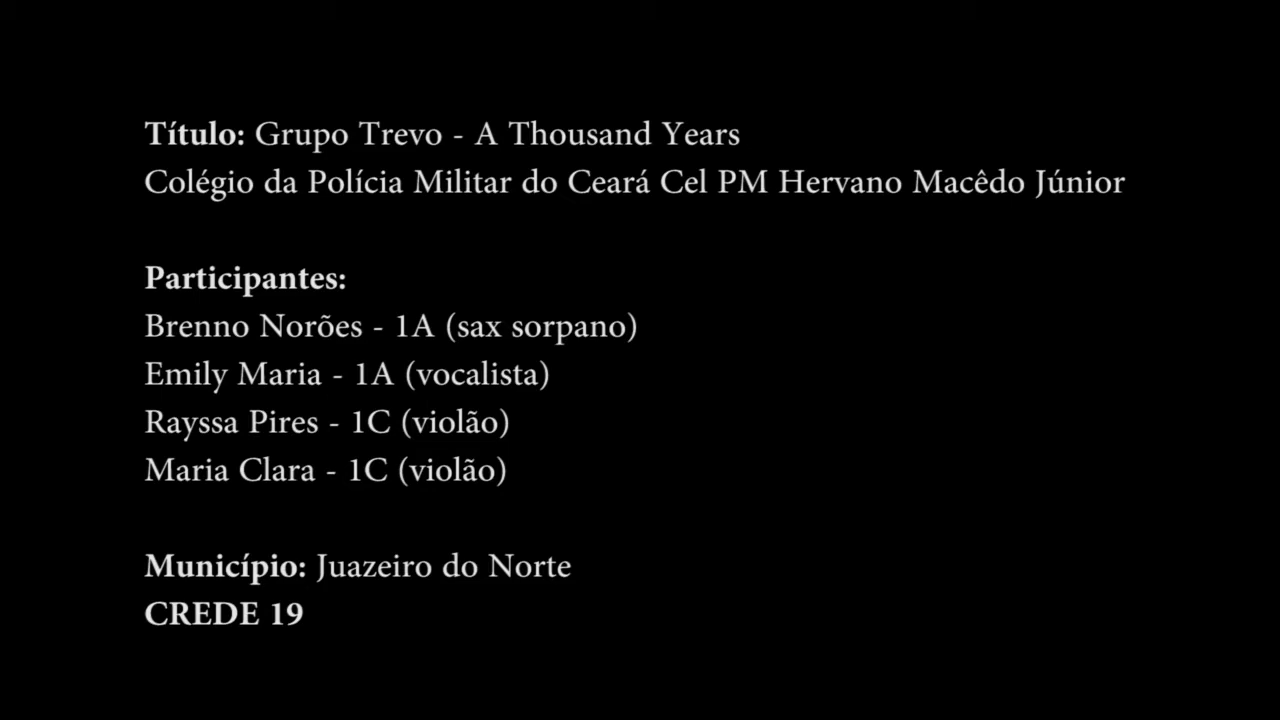 Título: Grupo Trevo - A Thousand Years
Colégio da Polícia Militar do Ceará Cel PM Hervano Macêdo Júnior
Participantes:
Brenno Norões - 1A (sax sorpano)
Emily Maria - 1A (vocalista)
Rayssa Pires - 1C (violão)
Maria Clara - 1C (violão)
Município: Juazeiro do Norte
CREDE 19